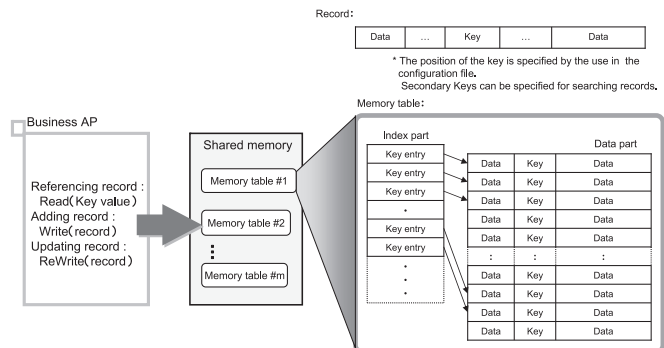 Record:
Data … Key … Data
* The position of the key is specified by the use in the
configuration file.
Secondary Keys can be specified for searching records.
Memory table:
Business AP
Referencing record :
Read(Key value)
Adding record :
Write(record)
Updating record :
ReWrite(record)
Shared memory
Memory table #1
Memory table #2
⋮
Memory table #m
Index part
Key entry
Key entry
Key entry
·
Key entry
Key entry
·
·
·
Data part
Data Key Data
Data Key Data
Data Key Data
Data Key Data
Data Key Data
: : :
Data Key Data
Data Key Data
Data Key Data
Data Key Data